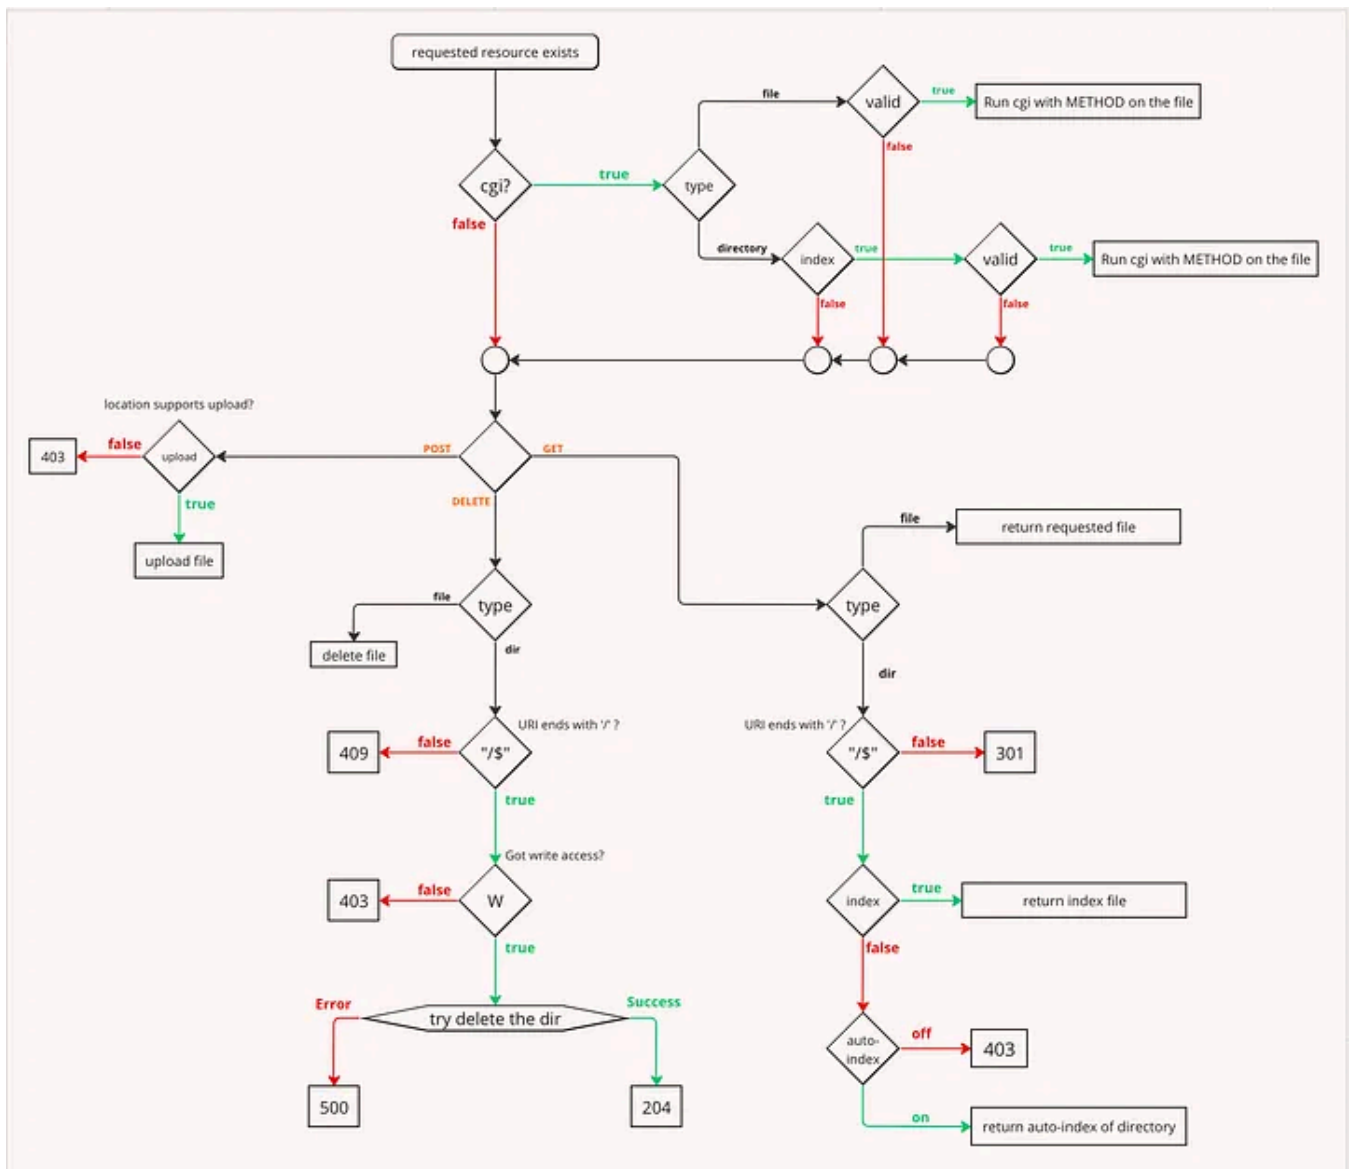 requested resource exists
file
valid
true
Run cgi with METHOD on the file
false
cgi?
true
type
false
directory
index
true
valid
true
Run cgi with METHOD on the file
false
false
location supports upload?
403
false
upload
POST
GET
true
DELETE
upload file
file
return requested file
file
type
type
delete file
dir
dir
URI ends with '/' ?
URI ends with '/' ?
409
false
"/$"
"/$"
false
301
true
true
Got write access?
403
false
W
index
true
return index file
true
false
Error
Success
try delete the dir
auto-
index
off
403
500
204
on
return auto-index of directory